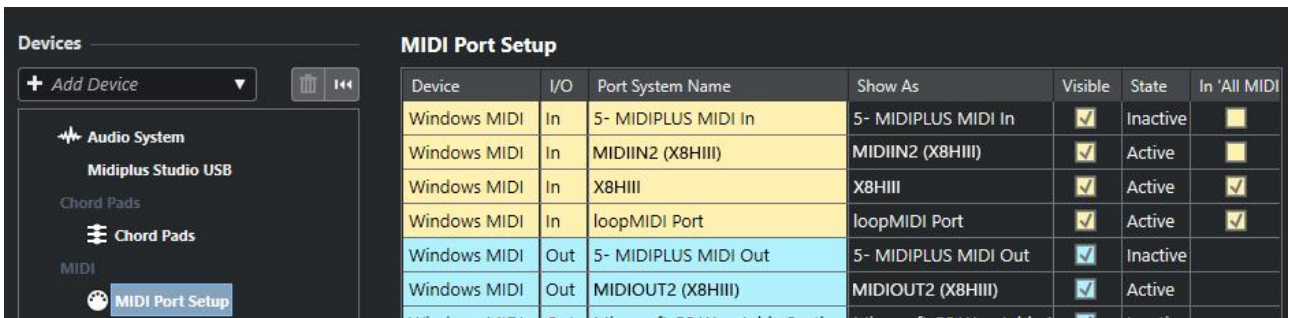 Devices
+ Add Device
Audio System
Midiplus Studio USB
Chord Pads
Chord Pads
MIDI
MIDI Port Setup
MIDI Port Setup
Device I/O Port System Name Show As Visible State In 'All MIDI
Windows MIDI In 5- MIDIPLUS MIDI In 5- MIDIPLUS MIDI In Inactive
Windows MIDI In MIDIIN2 (X8HIII) MIDIIN2 (X8HIII) Active
Windows MIDI In X8HIII X8HIII Active
Windows MIDI In loopMIDI Port loopMIDI Port Active
Windows MIDI Out 5- MIDIPLUS MIDI Out 5- MIDIPLUS MIDI Out Inactive
Windows MIDI Out MIDIOUT2 (X8HIII) MIDIOUT2 (X8HIII) Active